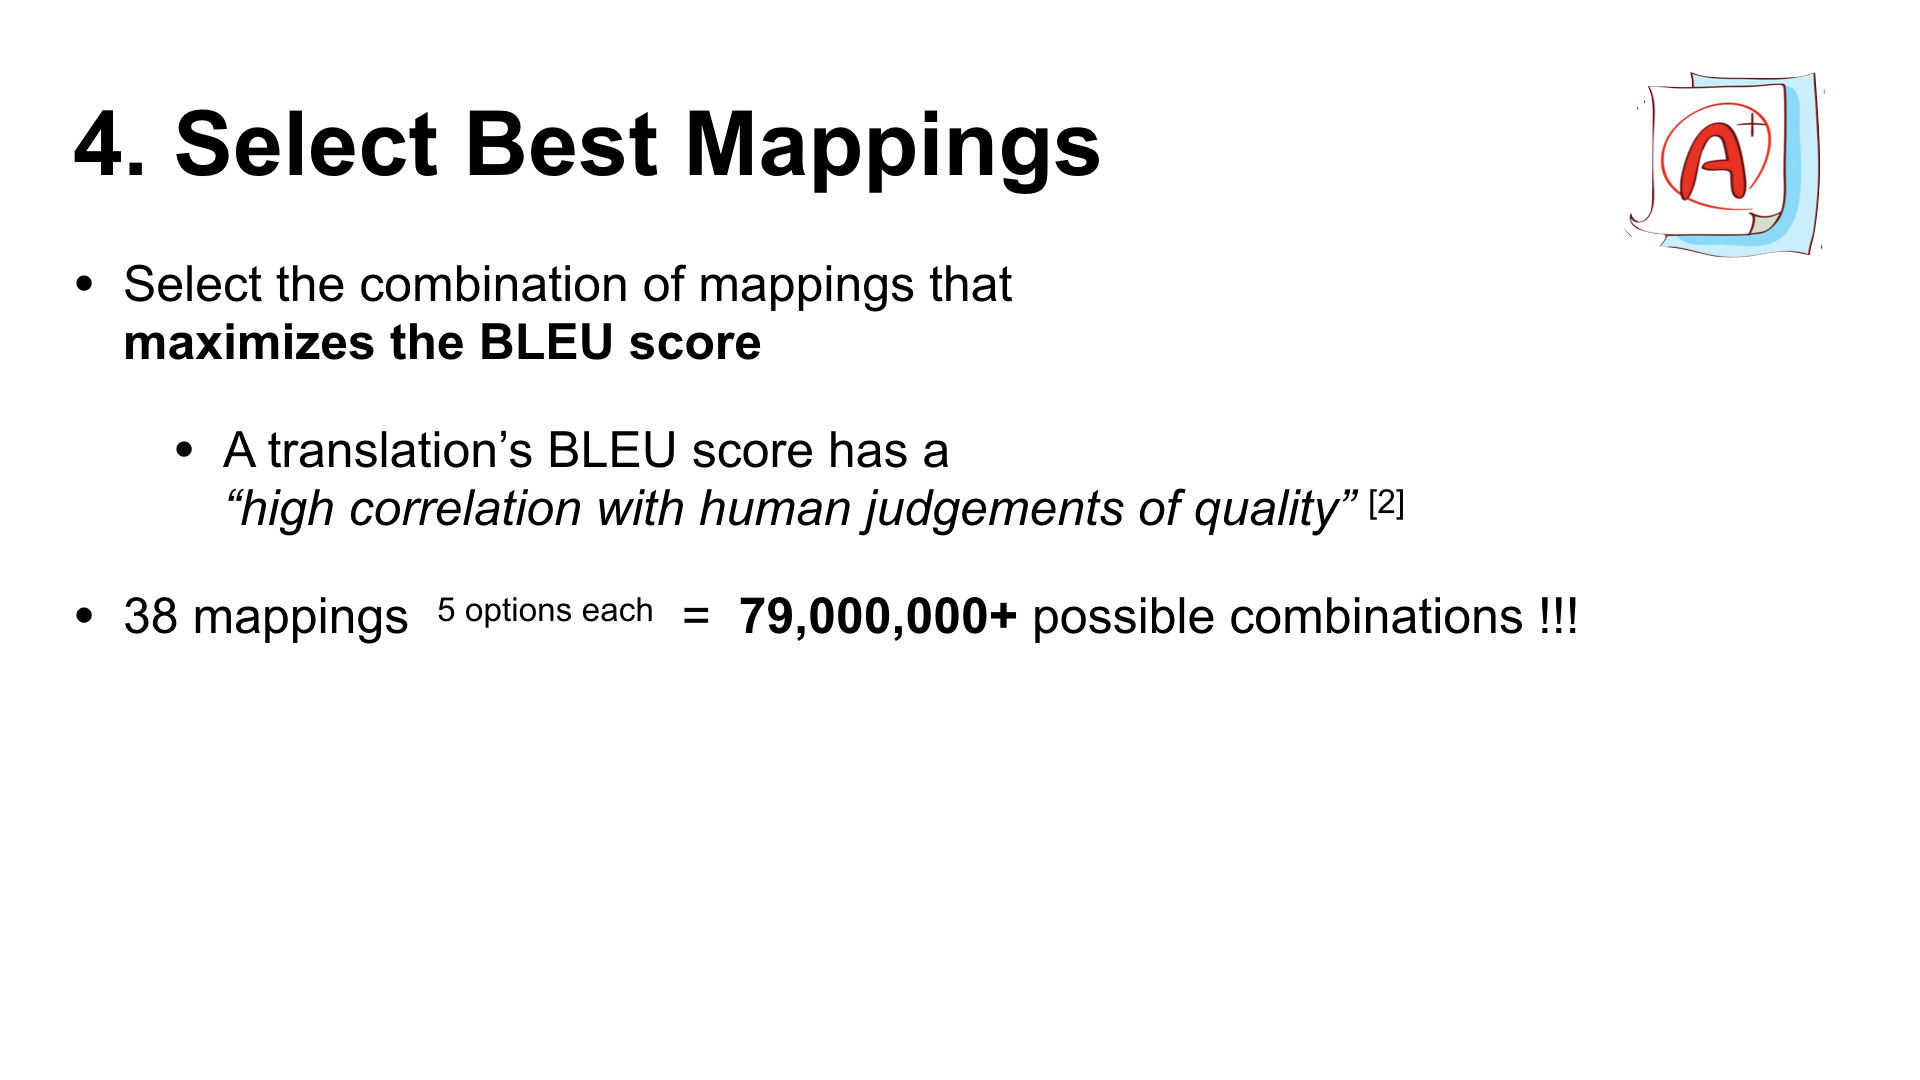 4. Select Best Mappings
A+
• Select the combination of mappings that
maximizes the BLEU score
• A translation’s BLEU score has a
“high correlation with human judgements of quality” [2]
• 38 mappings 5 options each = 79,000,000+ possible combinations !!!